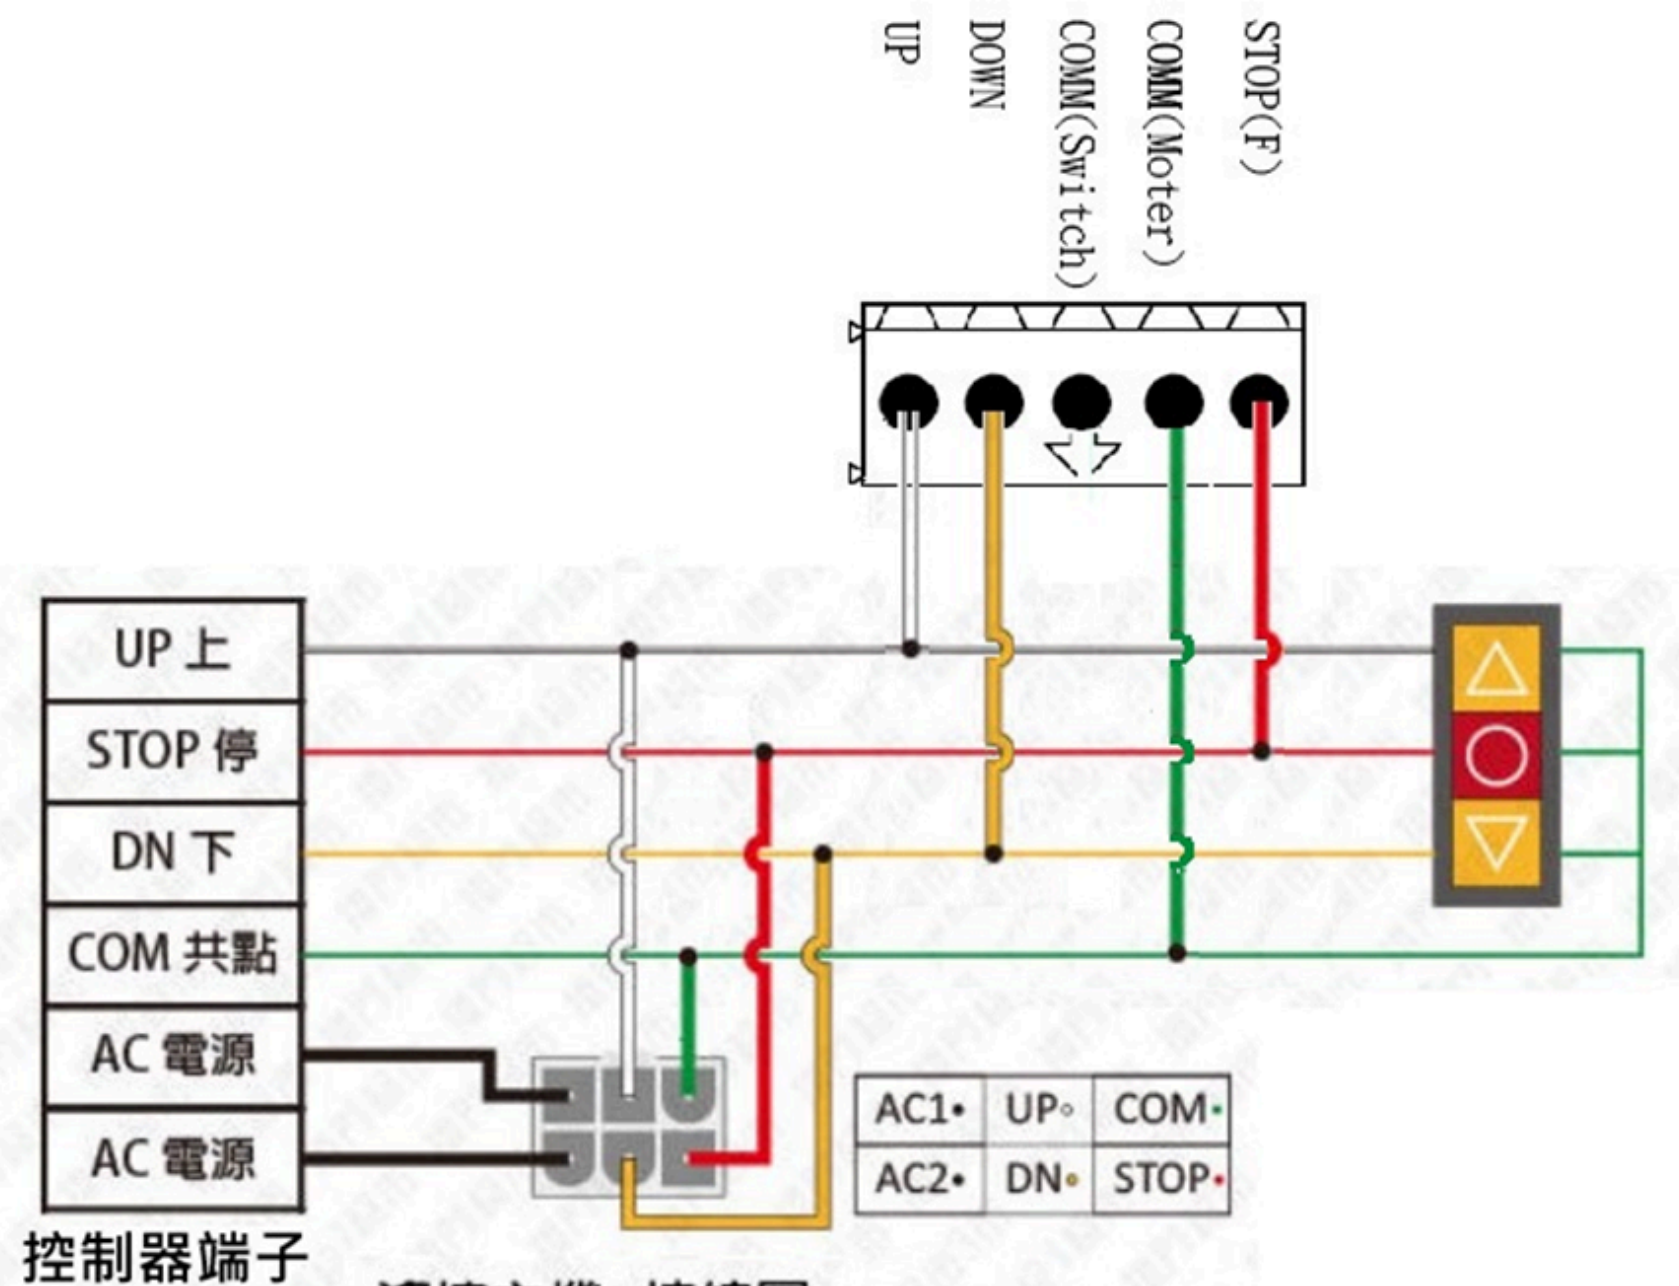 UP
DOWN
COMM(Switch)
COMM(Moter)
STOP(F)
UP 上
STOP 停
DN 下
COM 共點
AC 電源
AC 電源
控制器端子
AC1 UP COM
AC2 DN STOP